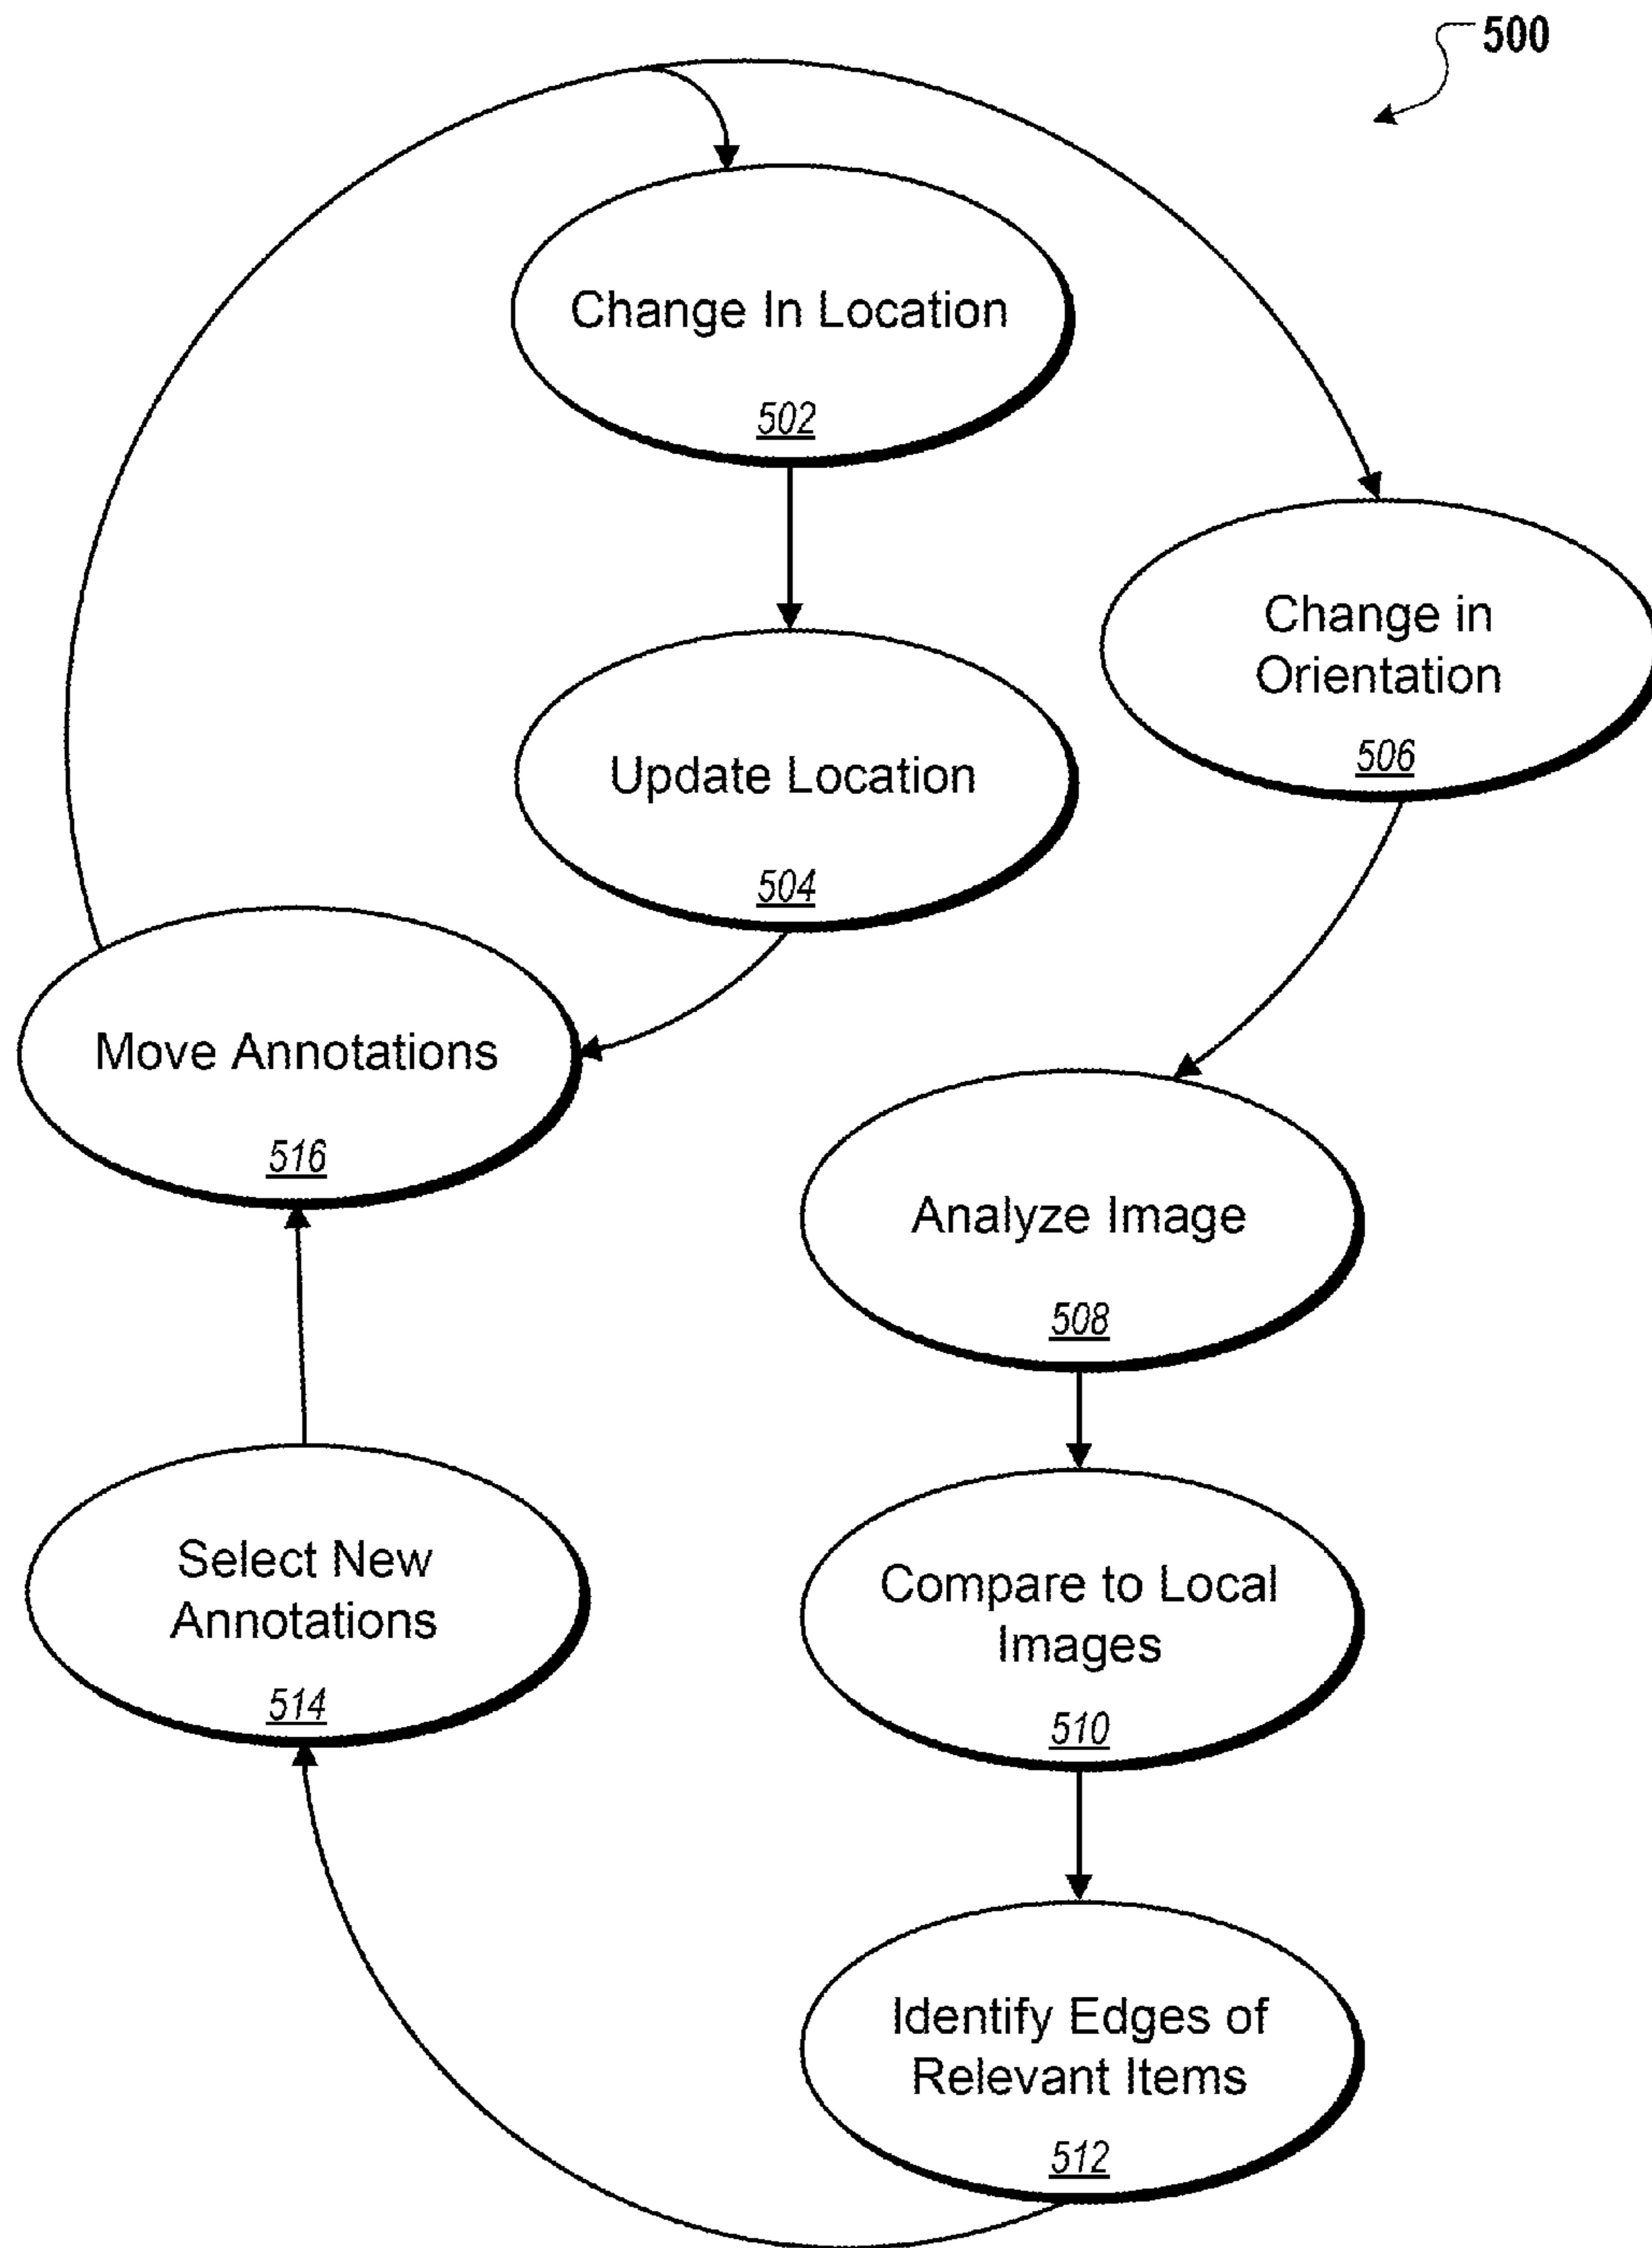 500
Change In Location
502
Change in
Orientation
506
Update Location
504
Move Annotations
516
Analyze Image
508
Select New
Annotations
514
Compare to Local
Images
510
Identify Edges of
Relevant Items
512